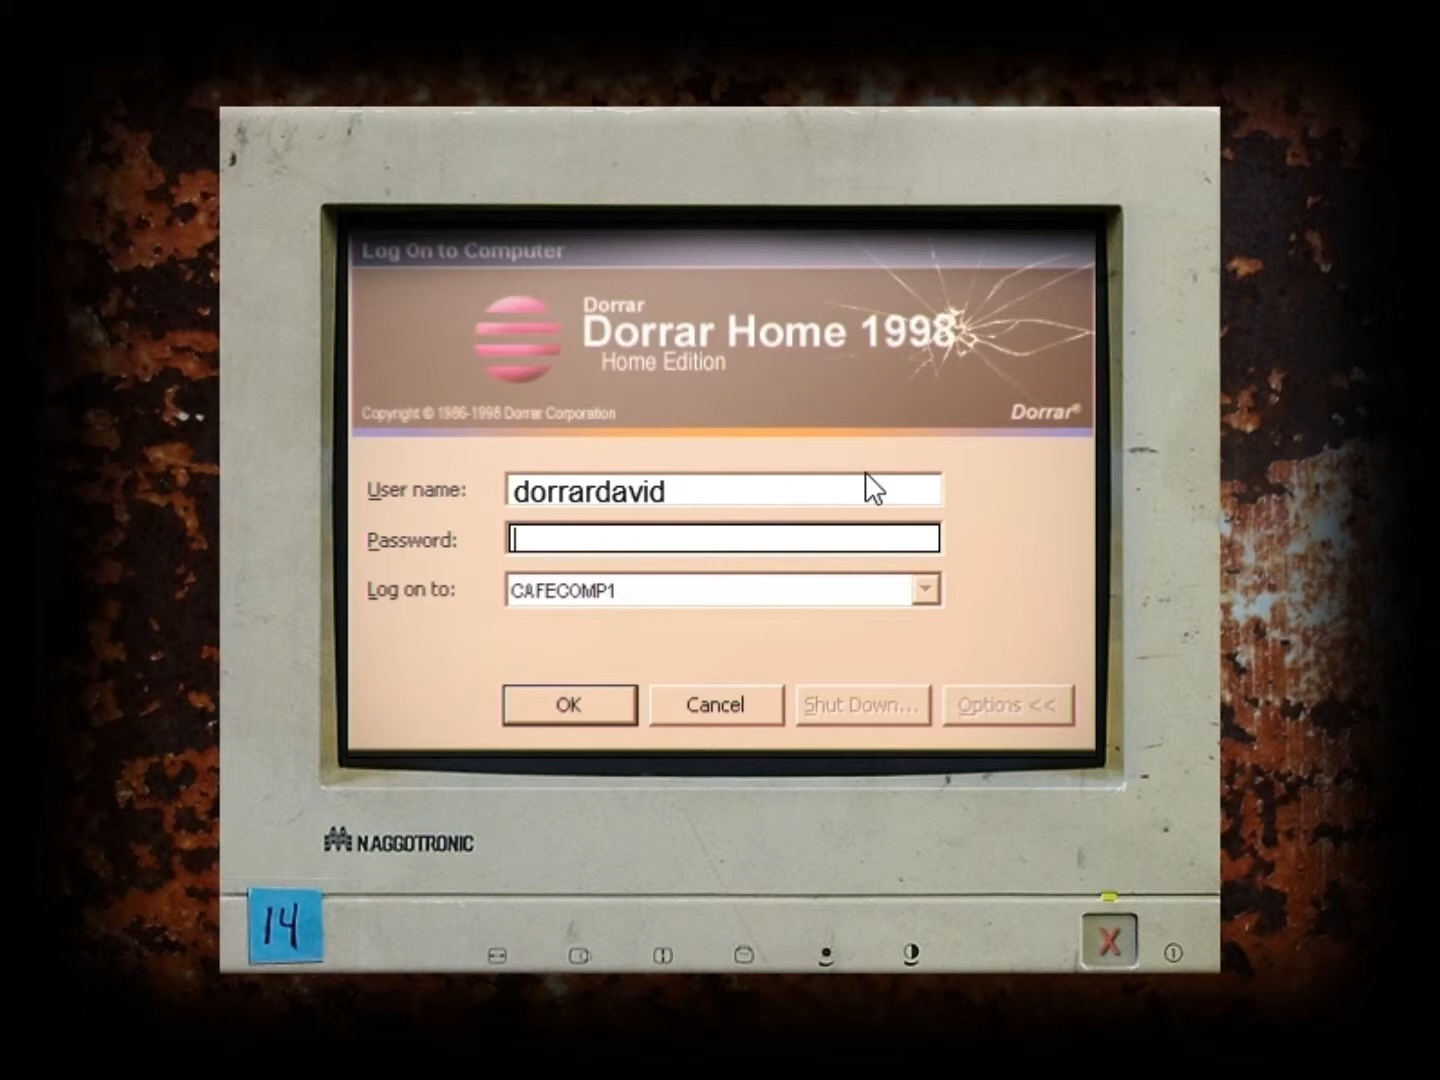 Log On to Computer
Dorrar
Dorrar Home 1998
Home Edition
Copyright © 1986-1998 Dorrar Corporation
Dorrar®
User name: dorrardavid
Password:
Log on to: CAFECOMP1
OK Cancel Shut Down... Options <<
NAGGOTRONIC
14
X